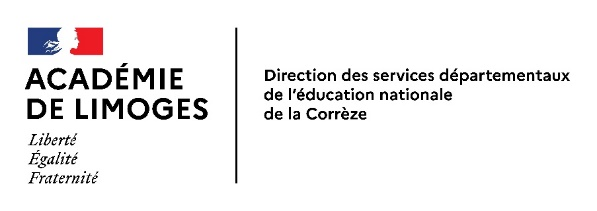 ACADÉMIE
DE LIMOGES
Liberté
Égalité
Fraternité
Direction des services départementaux
de l'éducation nationale
de la Corrèze